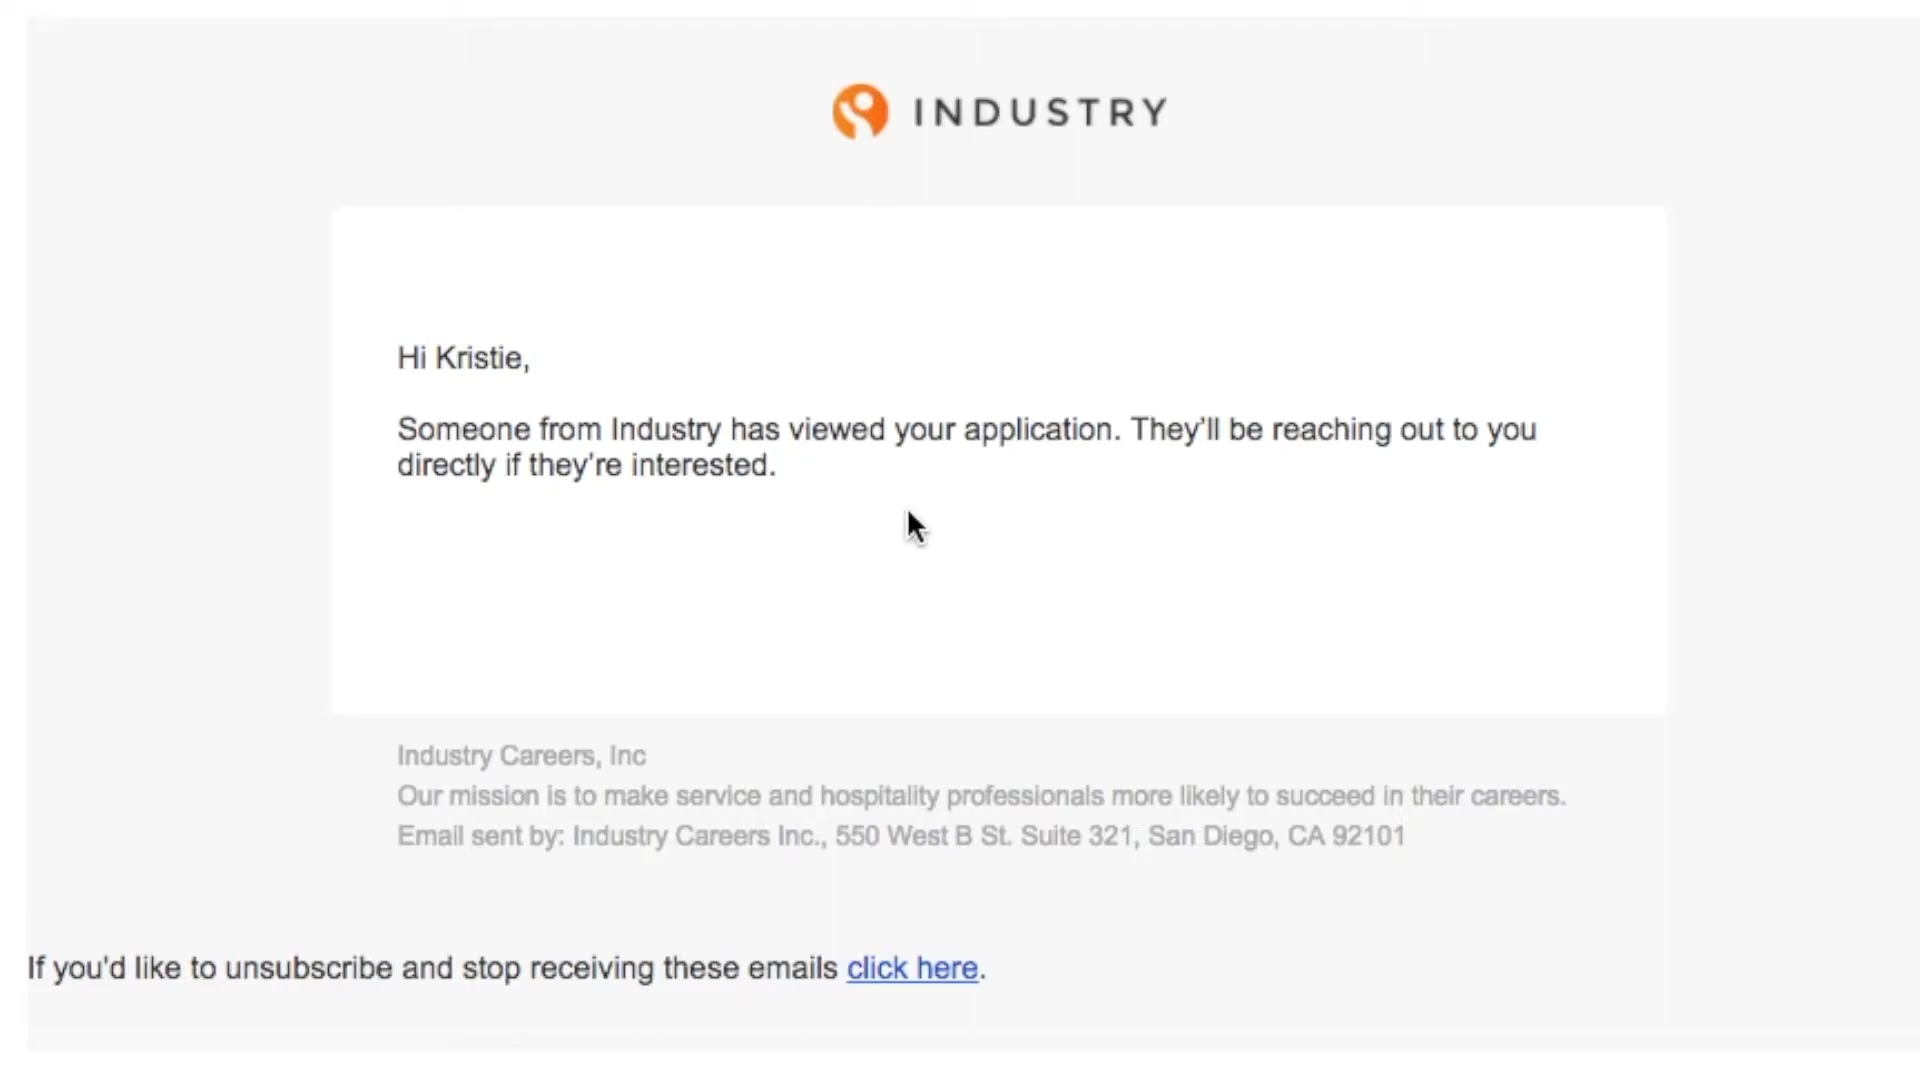 INDUSTRY
Hi Kristie,
Someone from Industry has viewed your application. They'll be reaching out to you
directly if they're interested.
Industry Careers, Inc
Our mission is to make service and hospitality professionals more likely to succeed in their careers.
Email sent by: Industry Careers Inc., 550 West B St. Suite 321, San Diego, CA 92101
If you'd like to unsubscribe and stop receiving these emails click here.